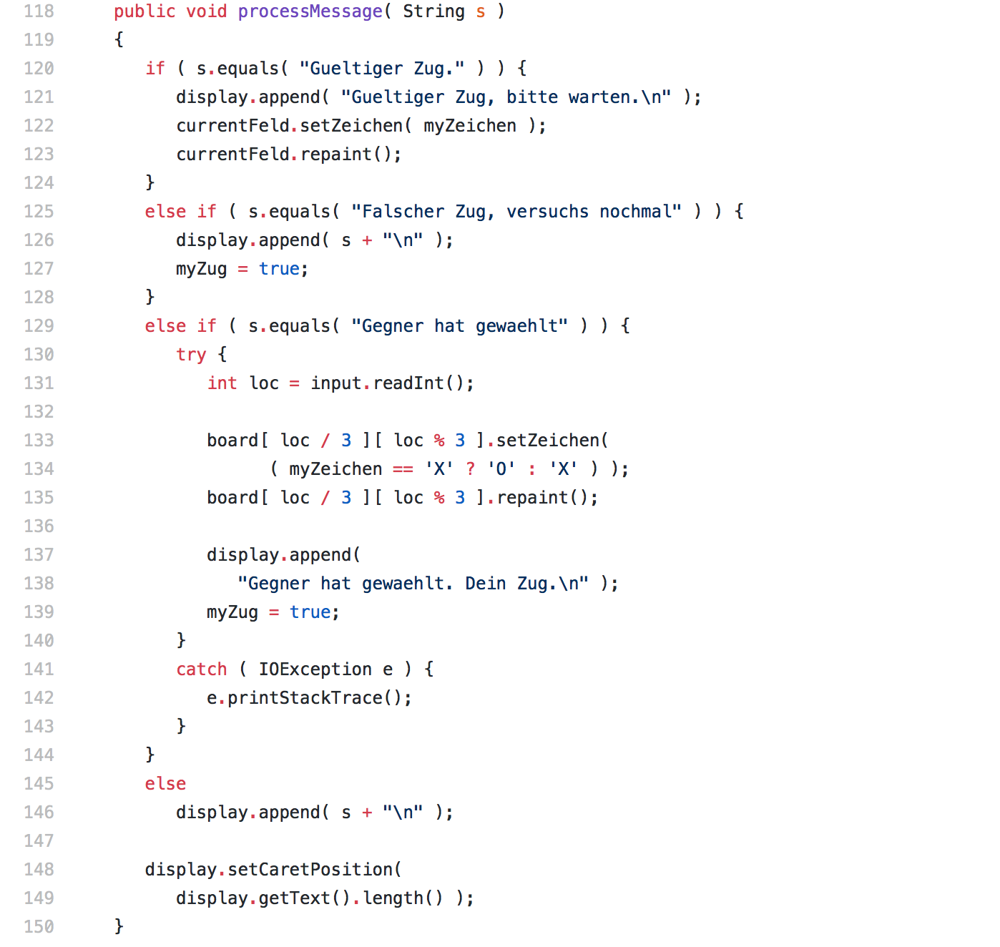 118 public void processMessage( String s )
119 {
120 if ( s.equals( "Gueltiger Zug." ) ) {
121 display.append( "Gueltiger Zug, bitte warten.\n" );
122 currentFeld.setZeichen( myZeichen );
123 currentFeld.repaint();
124 }
125 else if ( s.equals( "Falscher Zug, versuchs nochmal" ) ) {
126 display.append( s + "\n" );
127 myZug = true;
128 }
129 else if ( s.equals( "Gegner hat gewaehlt" ) ) {
130 try {
131 int loc = input.readInt();
132
133 board[ loc / 3 ][ loc % 3 ].setZeichen(
134 ( myZeichen == 'X' ? 'O' : 'X' ) );
135 board[ loc / 3 ][ loc % 3 ].repaint();
136
137 display.append(
138 "Gegner hat gewaehlt. Dein Zug.\n" );
139 myZug = true;
140 }
141 catch ( IOException e ) {
142 e.printStackTrace();
143 }
144 }
145 else
146 display.append( s + "\n" );
147
148 display.setCaretPosition(
149 display.getText().length() );
150 }